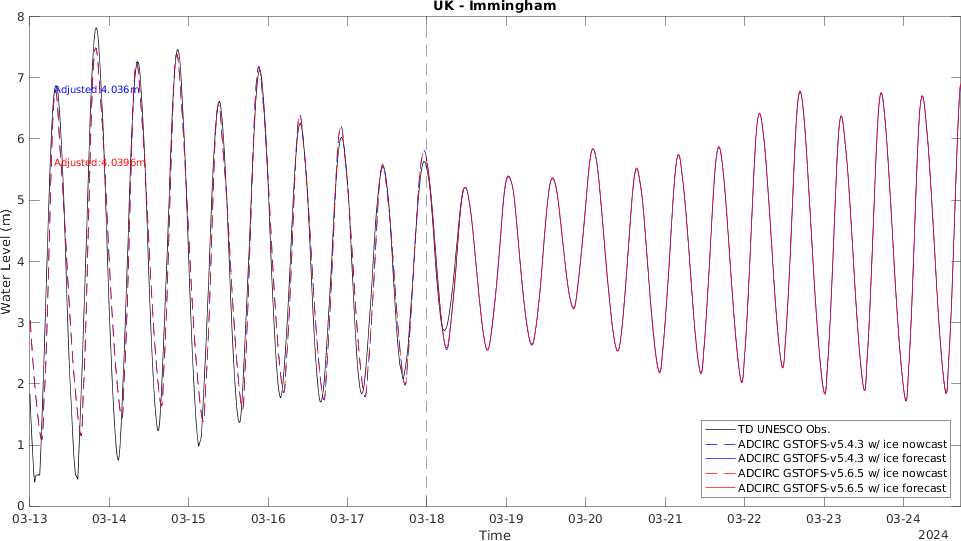 UK - Immingham
8
7
6
5
4
3
2
1
0
Water Level (m)
Adjusted:4.036m
Adjusted:4.0396m
TD UNESCO Obs.
ADCIRC GSTOFS-v5.4.3 w/ ice nowcast
ADCIRC GSTOFS-v5.4.3 w/ ice forecast
ADCIRC GSTOFS-v5.6.5 w/ ice nowcast
ADCIRC GSTOFS-v5.6.5 w/ ice forecast
03-13 03-14 03-15 03-16 03-17 03-18 03-19 03-20 03-21 03-22 03-23 03-24
Time
2024